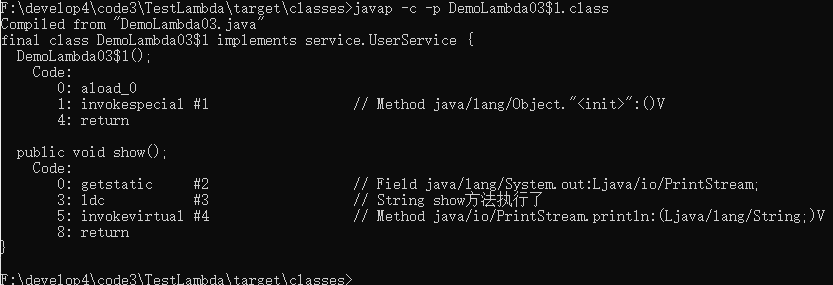 F:\develop4\code3\TestLambda\target\classes>javap -c -p DemoLambda03$1.class
Compiled from "DemoLambda03.java"
final class DemoLambda03$1 implements service.UserService {
  DemoLambda03$1();
    Code:
       0: aload_0
       1: invokespecial #1                  // Method java/lang/Object."<init>":()V
       4: return

  public void show();
    Code:
       0: getstatic     #2                  // Field java/lang/System.out:Ljava/io/PrintStream;
       3: ldc           #3                  // String show方法执行了
       5: invokevirtual #4                  // Method java/io/PrintStream.println:(Ljava/lang/String;)V
       8: return
}

F:\develop4\code3\TestLambda\target\classes>